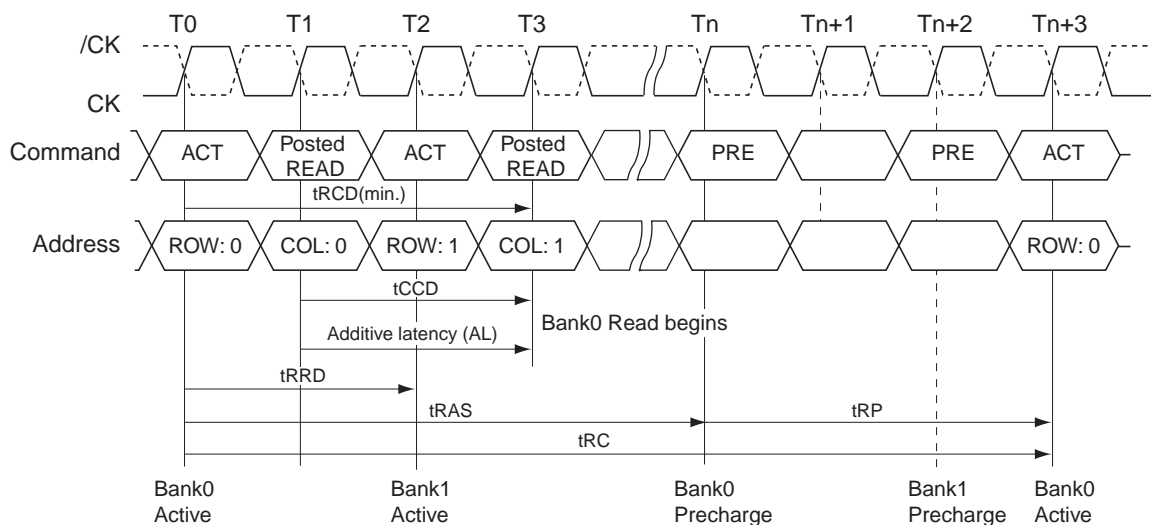 T0 T1 T2 T3 Tn Tn+1 Tn+2 Tn+3
/CK
CK
Command ACT Posted READ ACT Posted READ PRE PRE ACT
tRCD(min.)
Address ROW: 0 COL: 0 ROW: 1 COL: 1 ROW: 0
tCCD
Bank0 Read begins
Additive latency (AL)
tRRD
tRAS tRP
tRC
Bank0 Active
Bank1 Active
Bank0 Precharge
Bank1 Precharge
Bank0 Active